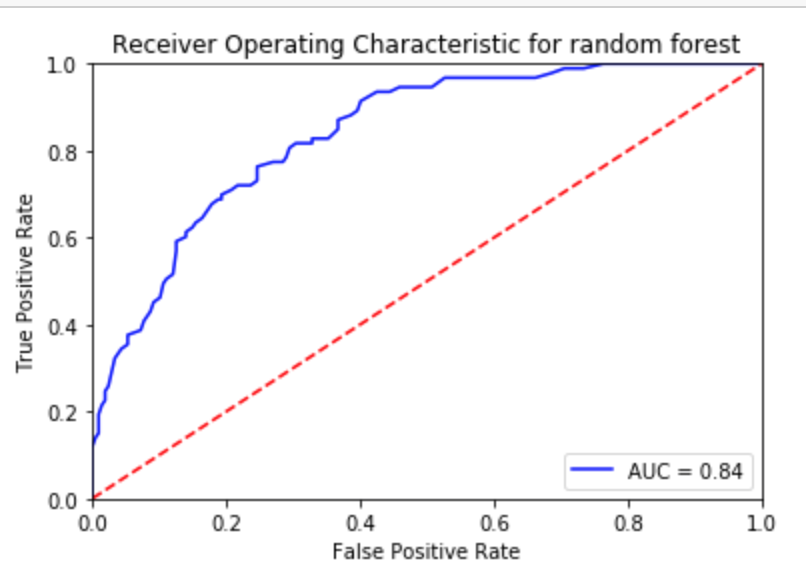 Receiver Operating Characteristic for random forest
1.0
0.8
0.6
0.4
0.2
0.0
True Positive Rate
AUC = 0.84
0.0 0.2 0.4 0.6 0.8 1.0
False Positive Rate